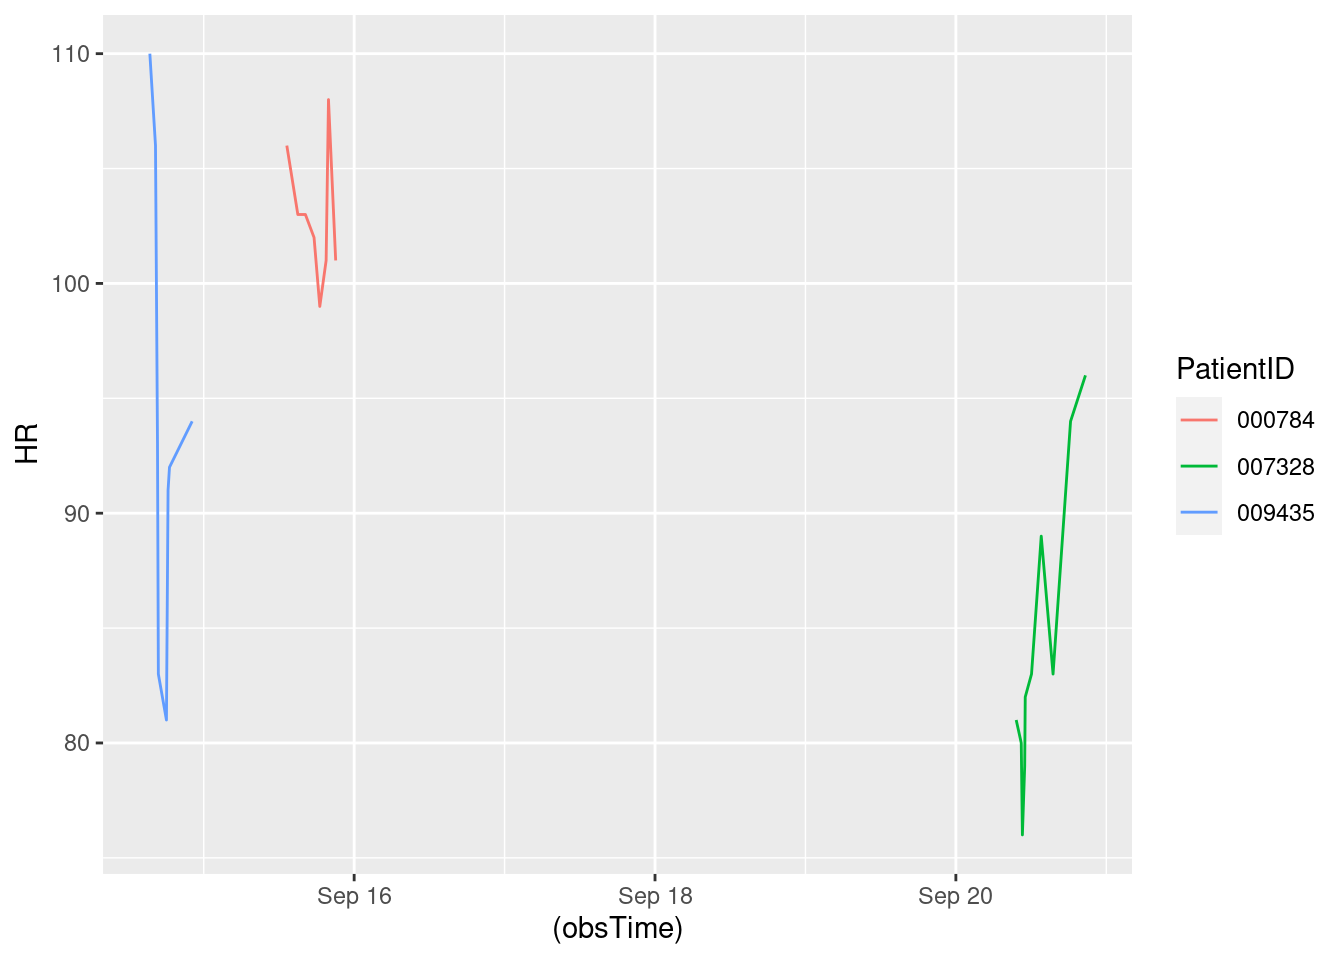 110
100
90
80
HR
Sep 16
Sep 18
Sep 20
(obsTime)
PatientID
000784
007328
009435